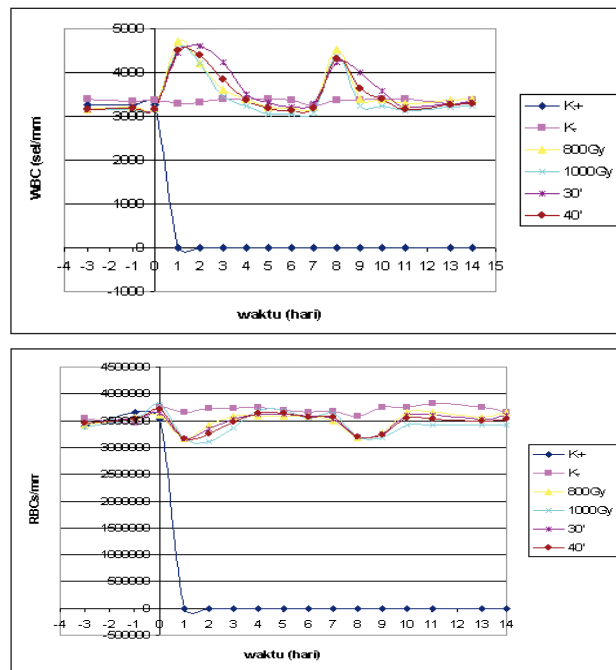 5000
4000
3000
2000
1000
0
-1000
-4 -3 -2 -1 0 1 2 3 4 5 6 7 8 9 10 11 12 13 14 15
WBC (sel/mm)
waktu (hari)
K+
K-
800Gy
1000Gy
30'
40'
4500000
4000000
3500000
3000000
2500000
2000000
1500000
1000000
500000
0
-500000
-4 -3 -2 -1 0 1 2 3 4 5 6 7 8 9 10 11 12 13 14
RBCs/mm
waktu (hari)
K+
K-
800Gy
1000Gy
30'
40'